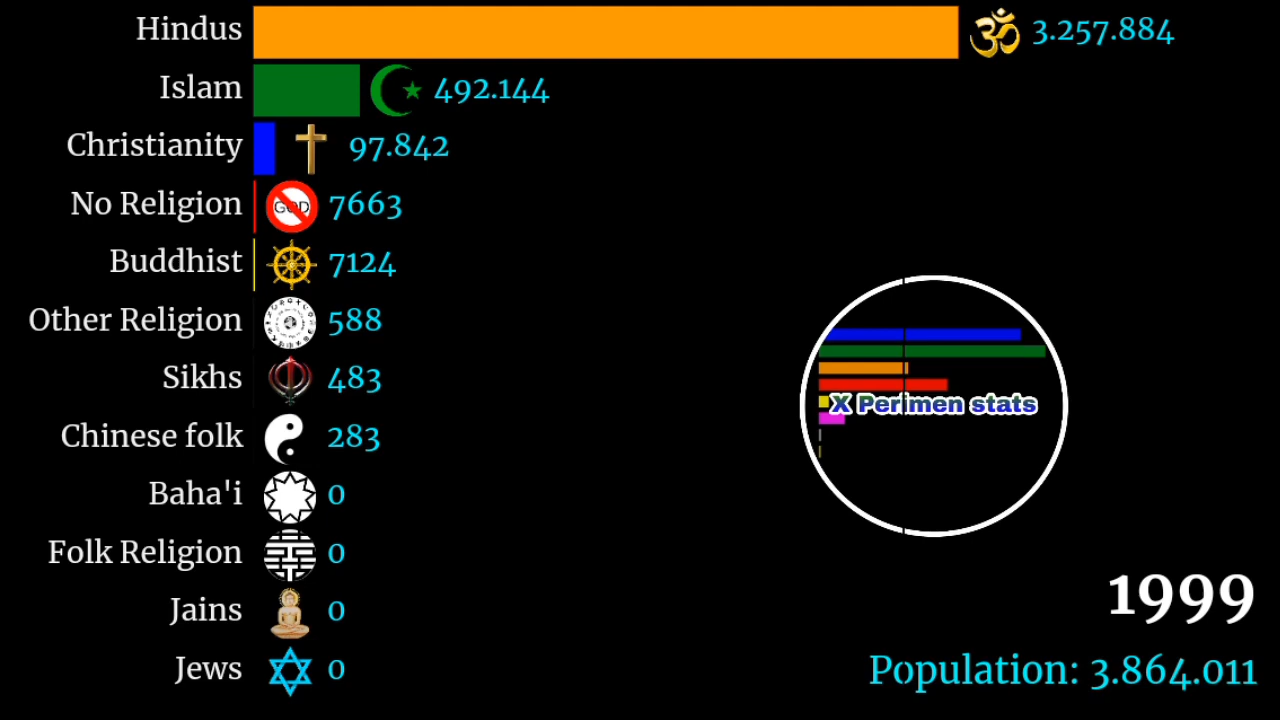 Hindus 3.257.884
Islam 492.144
Christianity 97.842
No Religion GOD 7663
Buddhist 7124
Other Religion 588
Sikhs 483
Chinese folk 283
Baha'i 0
Folk Religion 0
Jains 0
Jews 0
X Perimen stats
1999
Population: 3.864.011